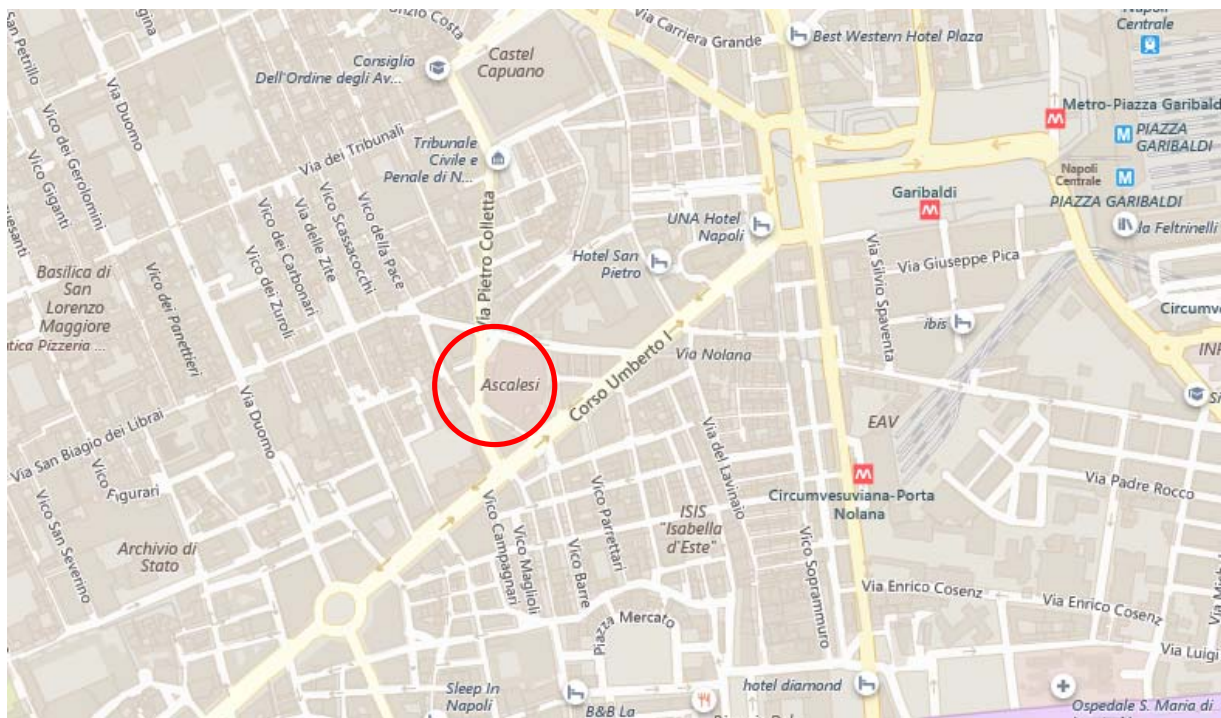 Via Carriera Grande
Best Western Hotel Plaza
Napoli
Centrale
San Petrillo
Consiglio
Dell'Ordine degli Av...
Castel
Capuano
Via Duomo
Metro-Piazza Garibald
PIAZZA
GARIBALDI
Vico dei Gerolomini
Vico Giganti
Via dei Tribunali
Tribunale
Civile e
Penale di N...
Napoli
Centrale
PIAZZA GARIBALDI
Garibaldi
la Feltrinelli
UNA Hotel
Napoli
Hotel San
Pietro
Via Pietro Colletta
Vico della Pace
Vico Scassacocchi
Via delle Zite
Vico dei Carbonari
Vico dei Zuroli
Basilica di
San
Lorenzo
Maggiore
Vico dei Panettieri
tica Pizzeria ...
Via Silvio Spaventa
Via Giuseppe Pica
ibis
Circumv
INF
Via Nolana
Ascalesi
Corso Umberto I
Via San Biagio dei Librai
Via Duomo
EAV
Si
Via del Lavinaio
Circumvesuviana-Porta
Nolana
Via Padre Rocco
Vico Figurari
Vico San Severino
Archivio di
Stato
Vico Campagnari
Vico Maglioli
Vico Barre
Vico Parrettari
ISIS
"Isabella
d'Este"
Vico Soprammuro
Via Enrico Cosenz
Via Enrico Cosenz
Piazza Mercato
Via Luigi
Sleep In
Napoli
B&B La
hotel diamond
Ospedale S. Maria di